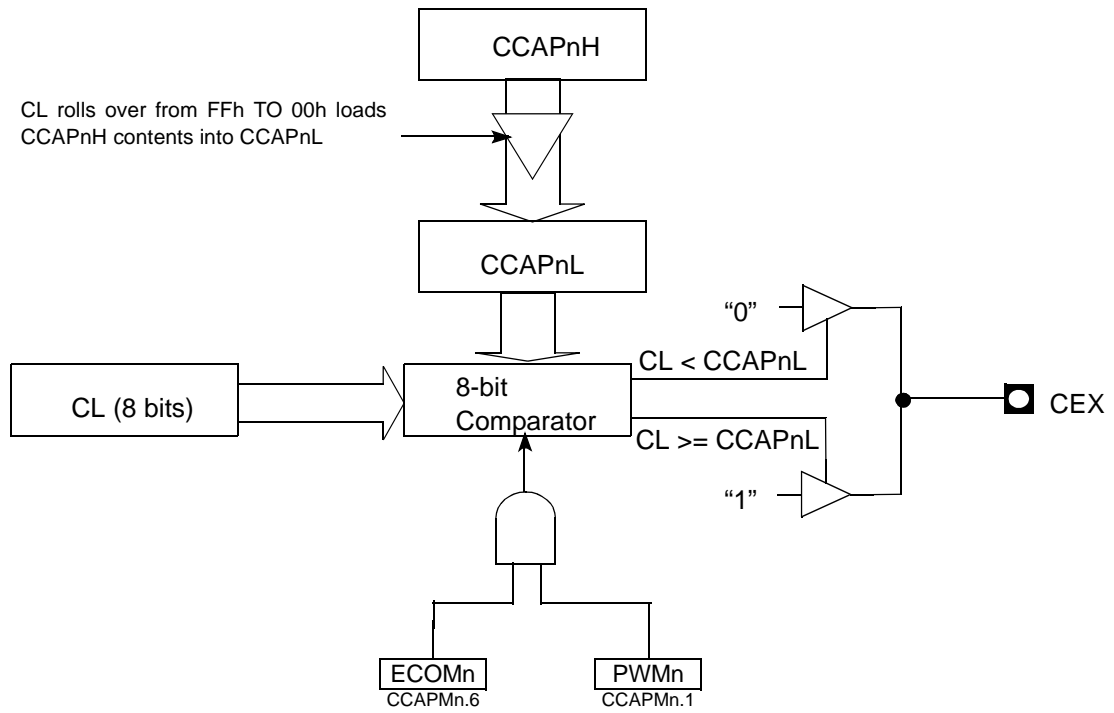 CCAPnH
CL rolls over from FFh TO 00h loads
CCAPnH contents into CCAPnL
CCAPnL
“0”
CL < CCAPnL
CL (8 bits)
8-bit
Comparator
CEX
CL >= CCAPnL
“1”
ECOMn
PWMn
CCAPMn.6
CCAPMn.1